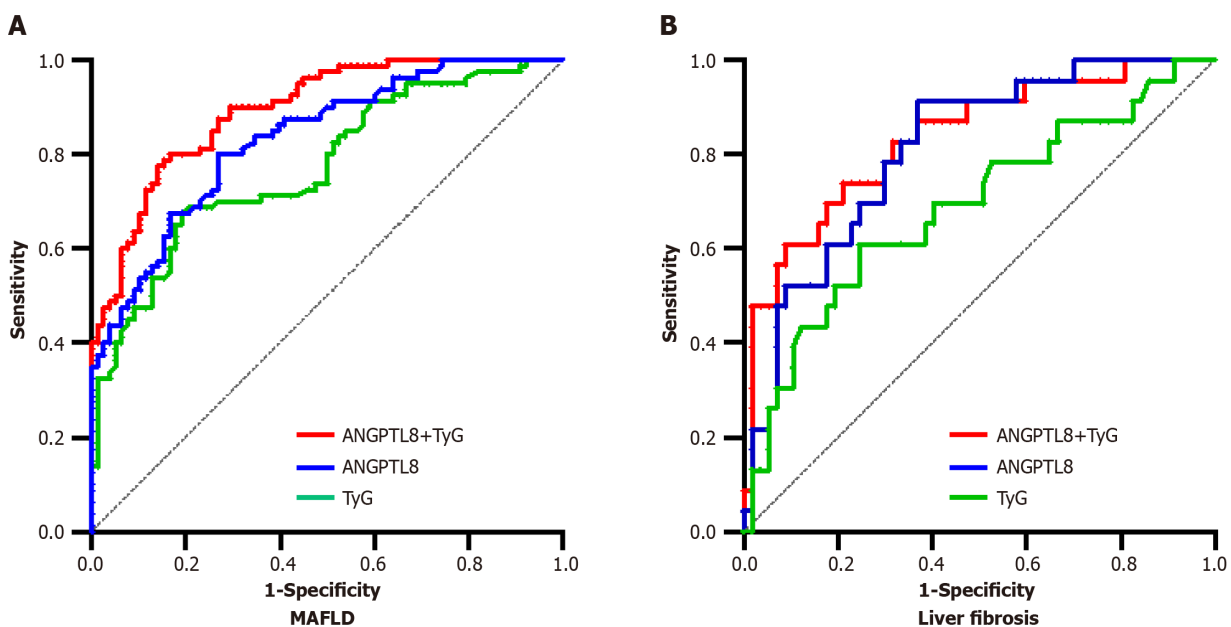 A
1.0
0.8
0.6
0.4
0.2
0.0
Sensitivity
ANGPTL8+TyG
ANGPTL8
TyG
0.0 0.2 0.4 0.6 0.8 1.0
1-Specificity
MAFLD
B
1.0
0.8
0.6
0.4
0.2
0.0
Sensitivity
ANGPTL8+TyG
ANGPTL8
TyG
0.0 0.2 0.4 0.6 0.8 1.0
1-Specificity
Liver fibrosis